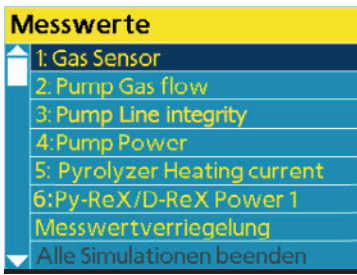 Messwerte
1: Gas Sensor
2: Pump Gas flow
3: Pump Line integrity
4:Pump Power
5: Pyrolyzer Heating current
6:Py-ReX/D-ReX Power 1
Messwertverriegelung
Alle Simulationen beenden